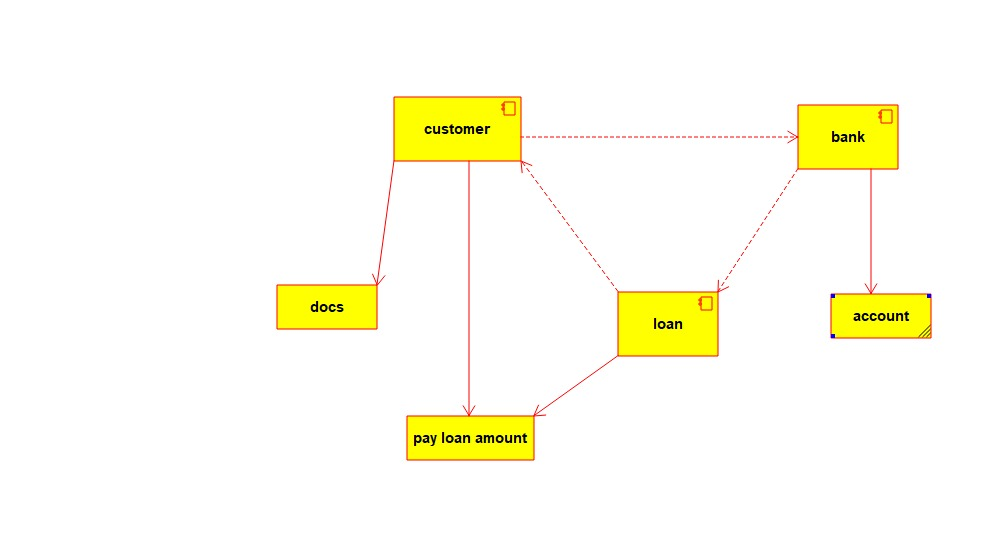 customer
bank
docs
loan
account
pay loan amount